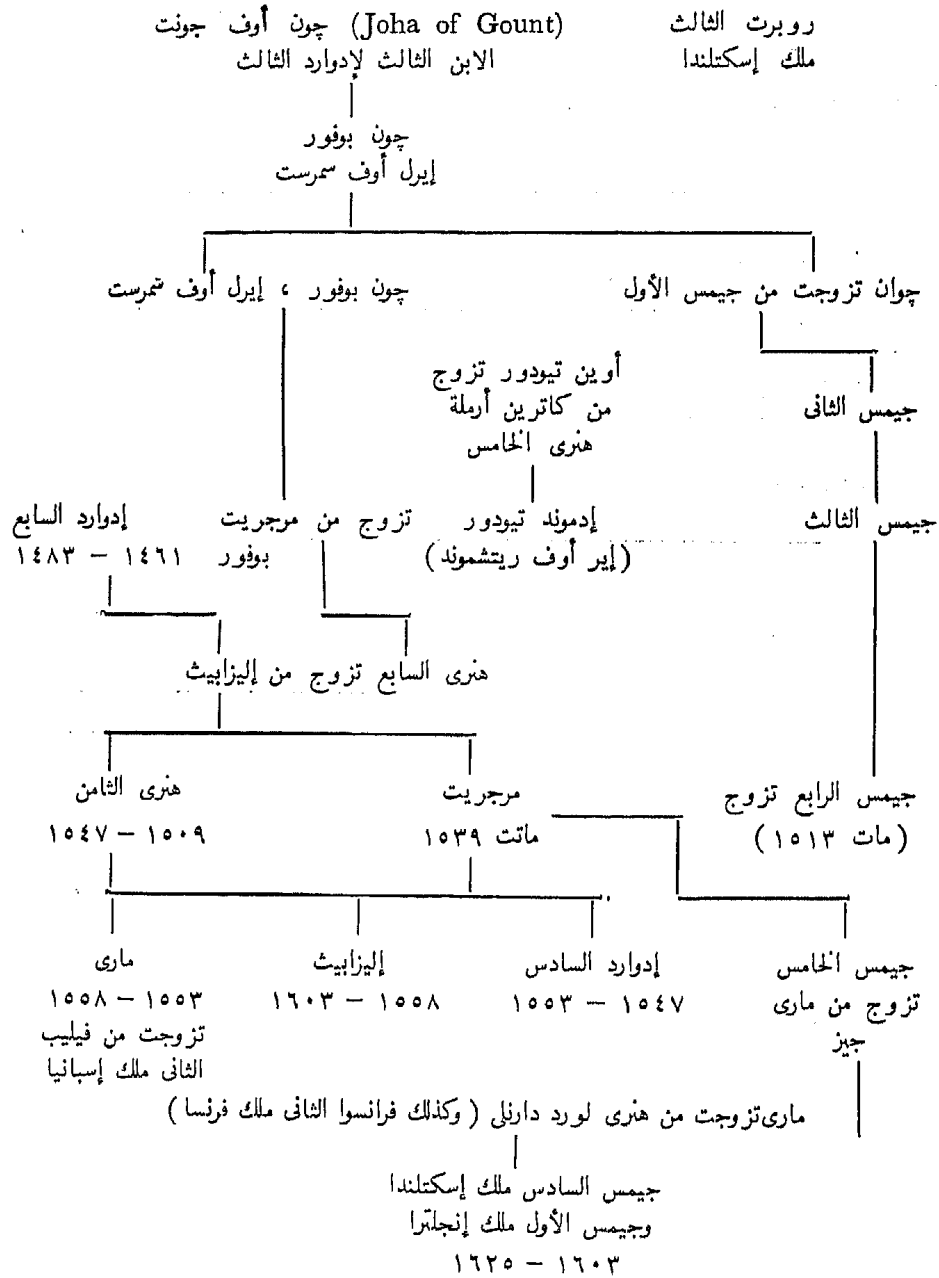 روبرت الثالث
ملك إسكتلندا
چون أوف جونت (Joha of Gount)
الابن الثالث لإدوارد الثالث
چون بوفور
إيرل أوف سمرست
چوان تزوجت من جيمس الأول
چون بوفور ، إيرل أوف سمرست
جيمس الثانى
أوين تيودور تزوج
من كاترين أرملة
هنرى الخامس
جيمس الثالث
إدموند تيودور
(إير أوف ريتشموند)
تزوج من مرجريت
بوفور
إدوارد السابع
١٤٦١ – ١٤٨٣
هنرى السابع تزوج من إليزابيث
جيمس الرابع تزوج
(مات ١٥١٣)
مرجريت
ماتت ١٥٣٩
هنرى الثامن
١٥٠٩ – ١٥٤٧
جيمس الخامس
تزوج من مارى
جيز
إدوارد السادس
١٥٤٧ – ١٥٥٣
إليزابيث
١٥٥٨ – ١٦٠٣
مارى
١٥٥٣ – ١٥٥٨
تزوجت من فيليب
الثانى ملك إسبانيا
مارى تزوجت من هنرى لورد دارنلى (وكذلك فرانسوا الثانى ملك فرنسا)
جيمس السادس ملك إسكتلندا
وجيمس الأول ملك إنجلترا
١٦٠٣ – ١٦٢٥